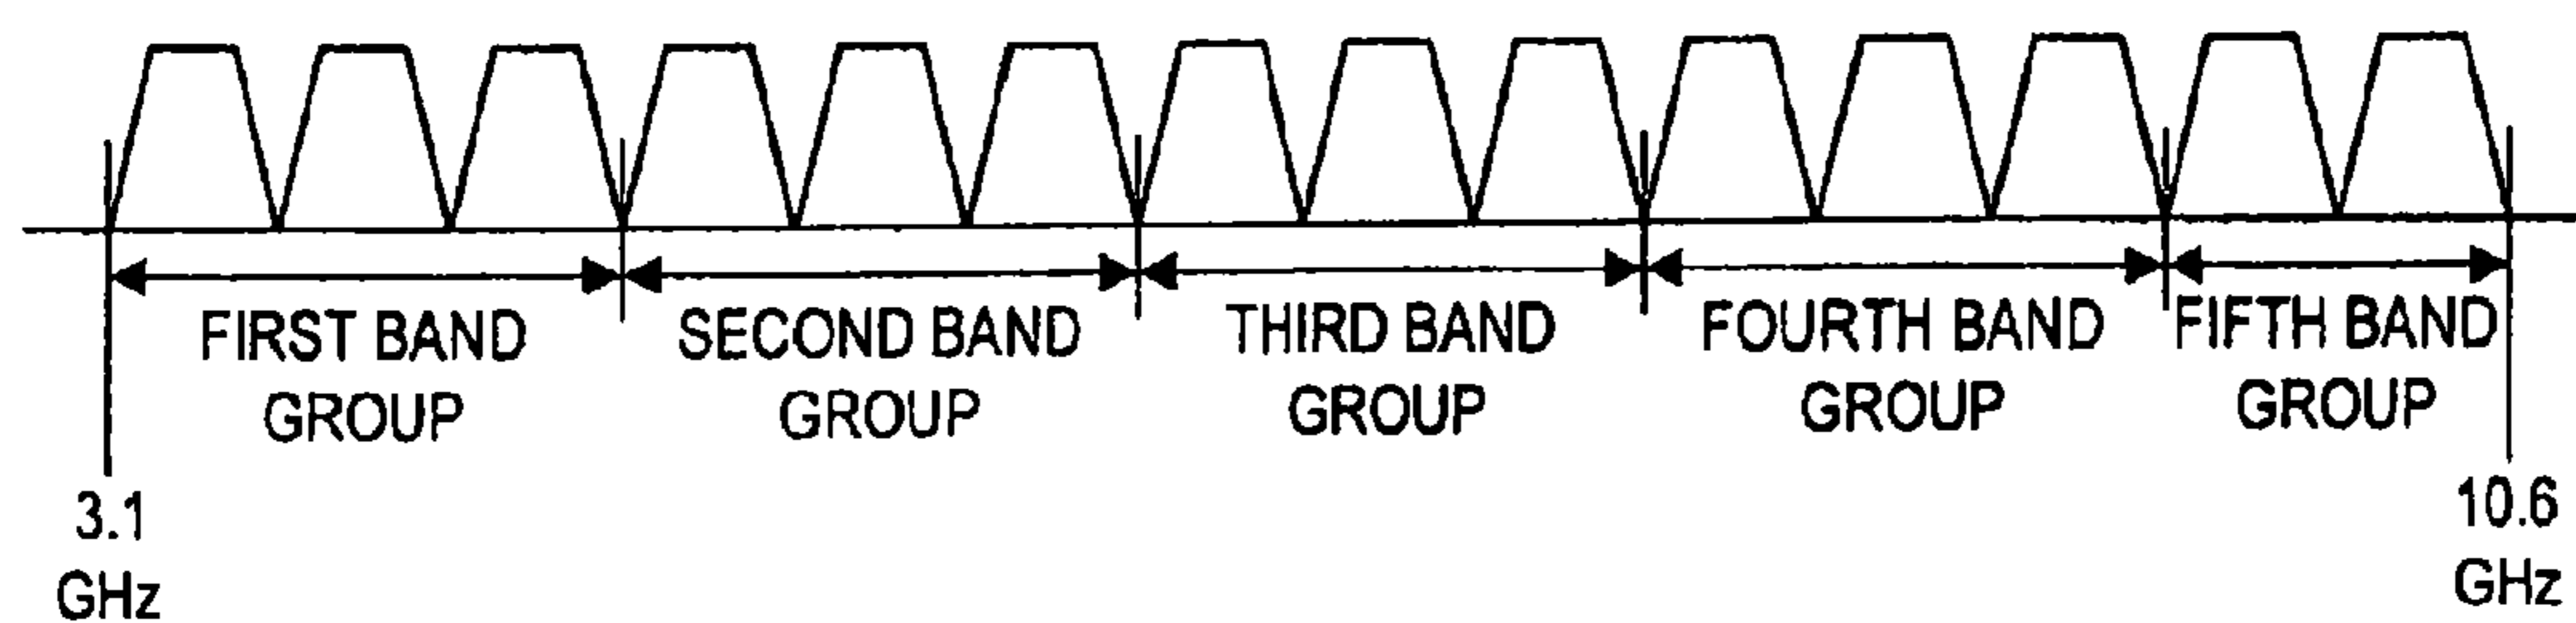 FIRST BAND
GROUP
SECOND BAND
GROUP
THIRD BAND
GROUP
FOURTH BAND
GROUP
FIFTH BAND
GROUP
3.1
GHz
10.6
GHz